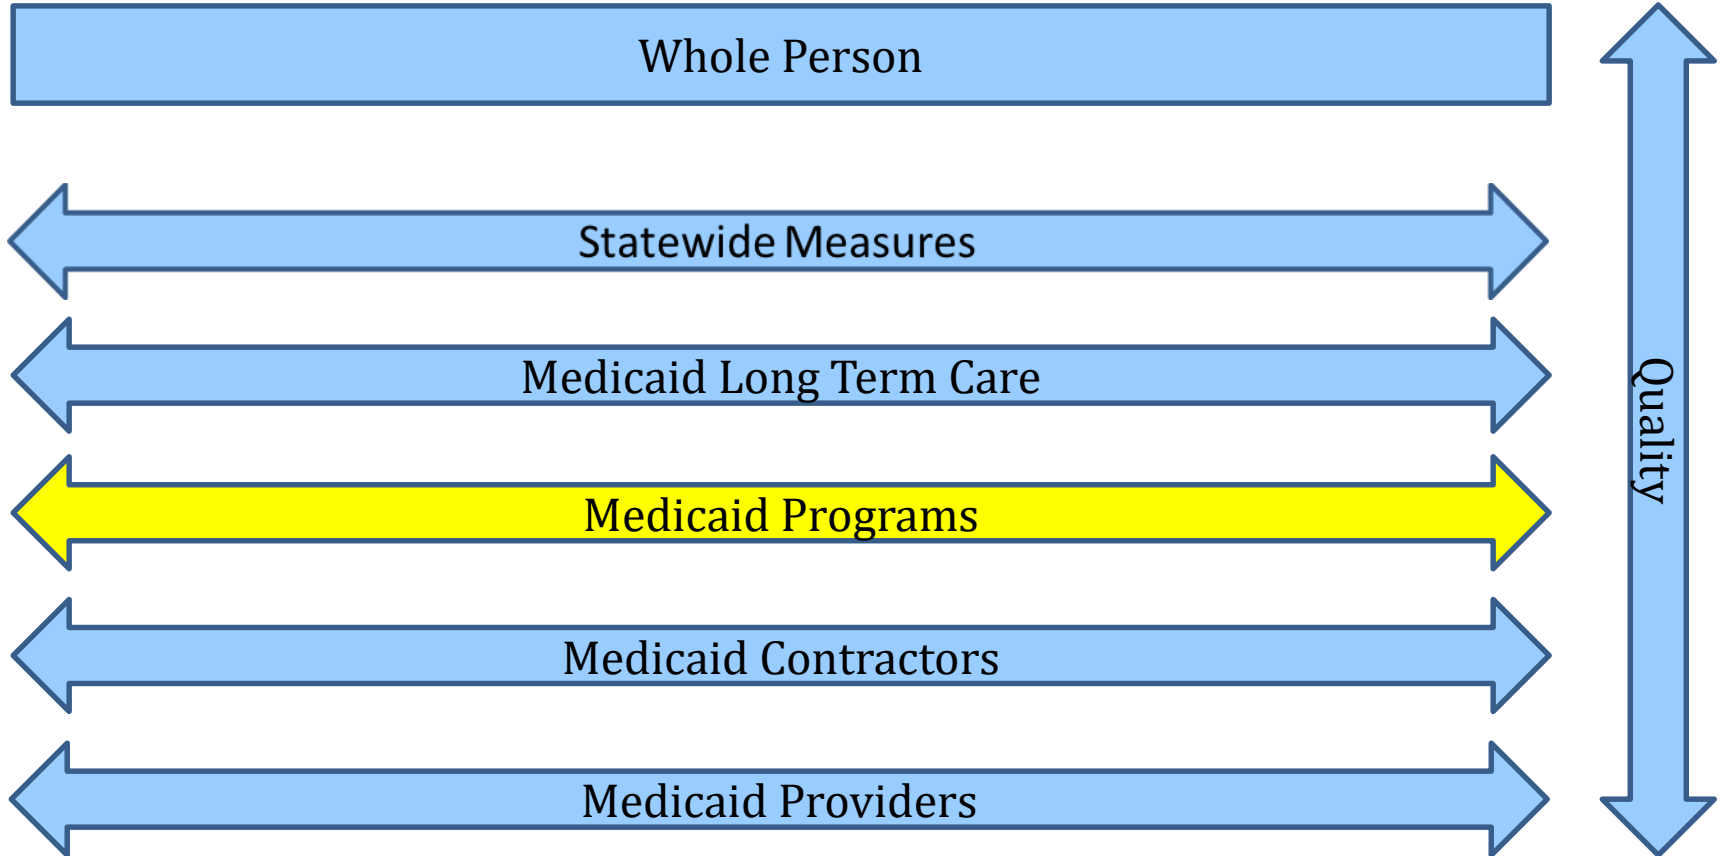 Whole Person
Statewide Measures
Medicaid Long Term Care
Medicaid Programs
Medicaid Contractors
Medicaid Providers
Quality